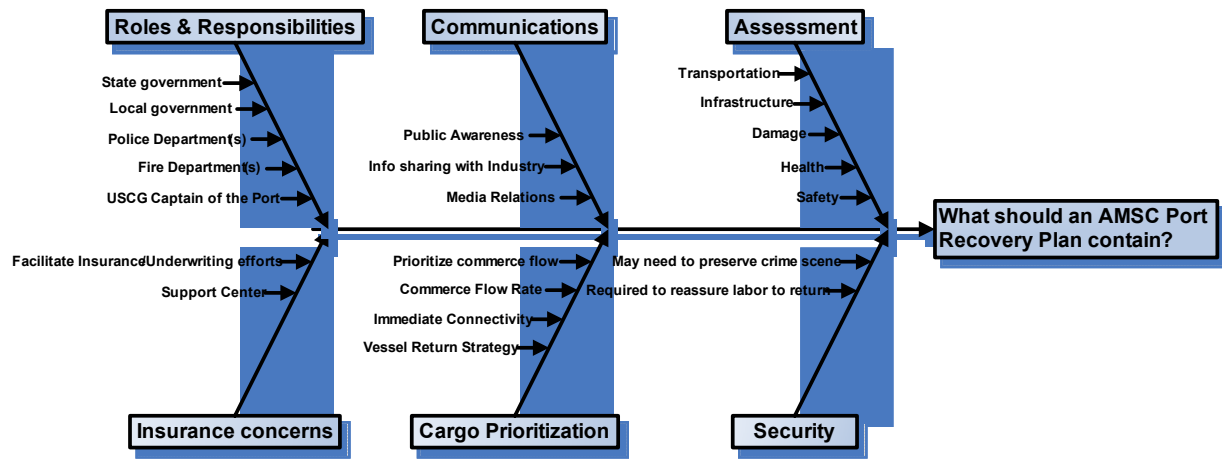 Roles & Responsibilities
State government
Local government
Police Department(s)
Fire Department(s)
USCG Captain of the Port
Communications
Public Awareness
Info sharing with Industry
Media Relations
Assessment
Transportation
Infrastructure
Damage
Health
Safety
What should an AMSC Port
Recovery Plan contain?
Facilitate Insurance/Underwriting efforts
Support Center
Insurance concerns
Prioritize commerce flow
Commerce Flow Rate
Immediate Connectivity
Vessel Return Strategy
Cargo Prioritization
May need to preserve crime scene
Required to reassure labor to return
Security